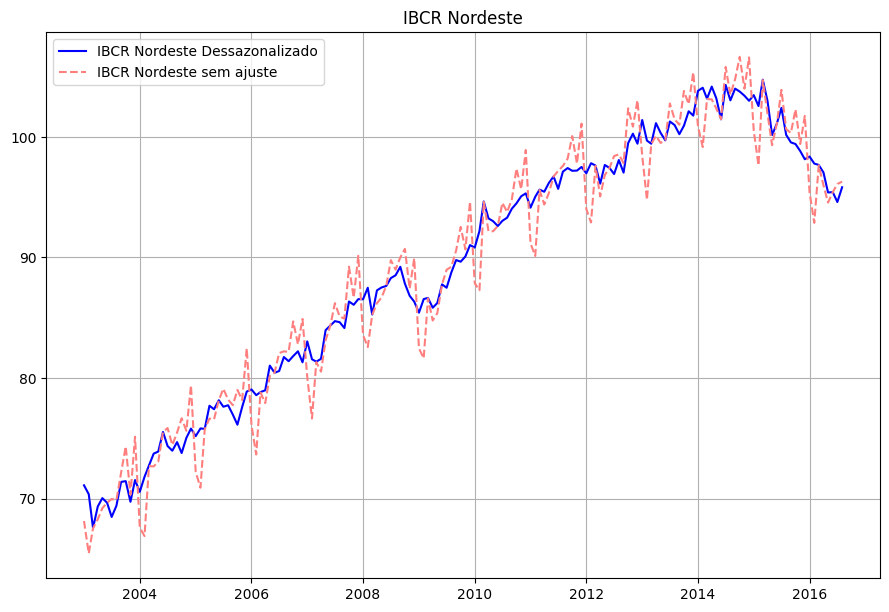 IBCR Nordeste
IBCR Nordeste Dessazonalizado
IBCR Nordeste sem ajuste
100
90
80
70
2004 2006 2008 2010 2012 2014 2016